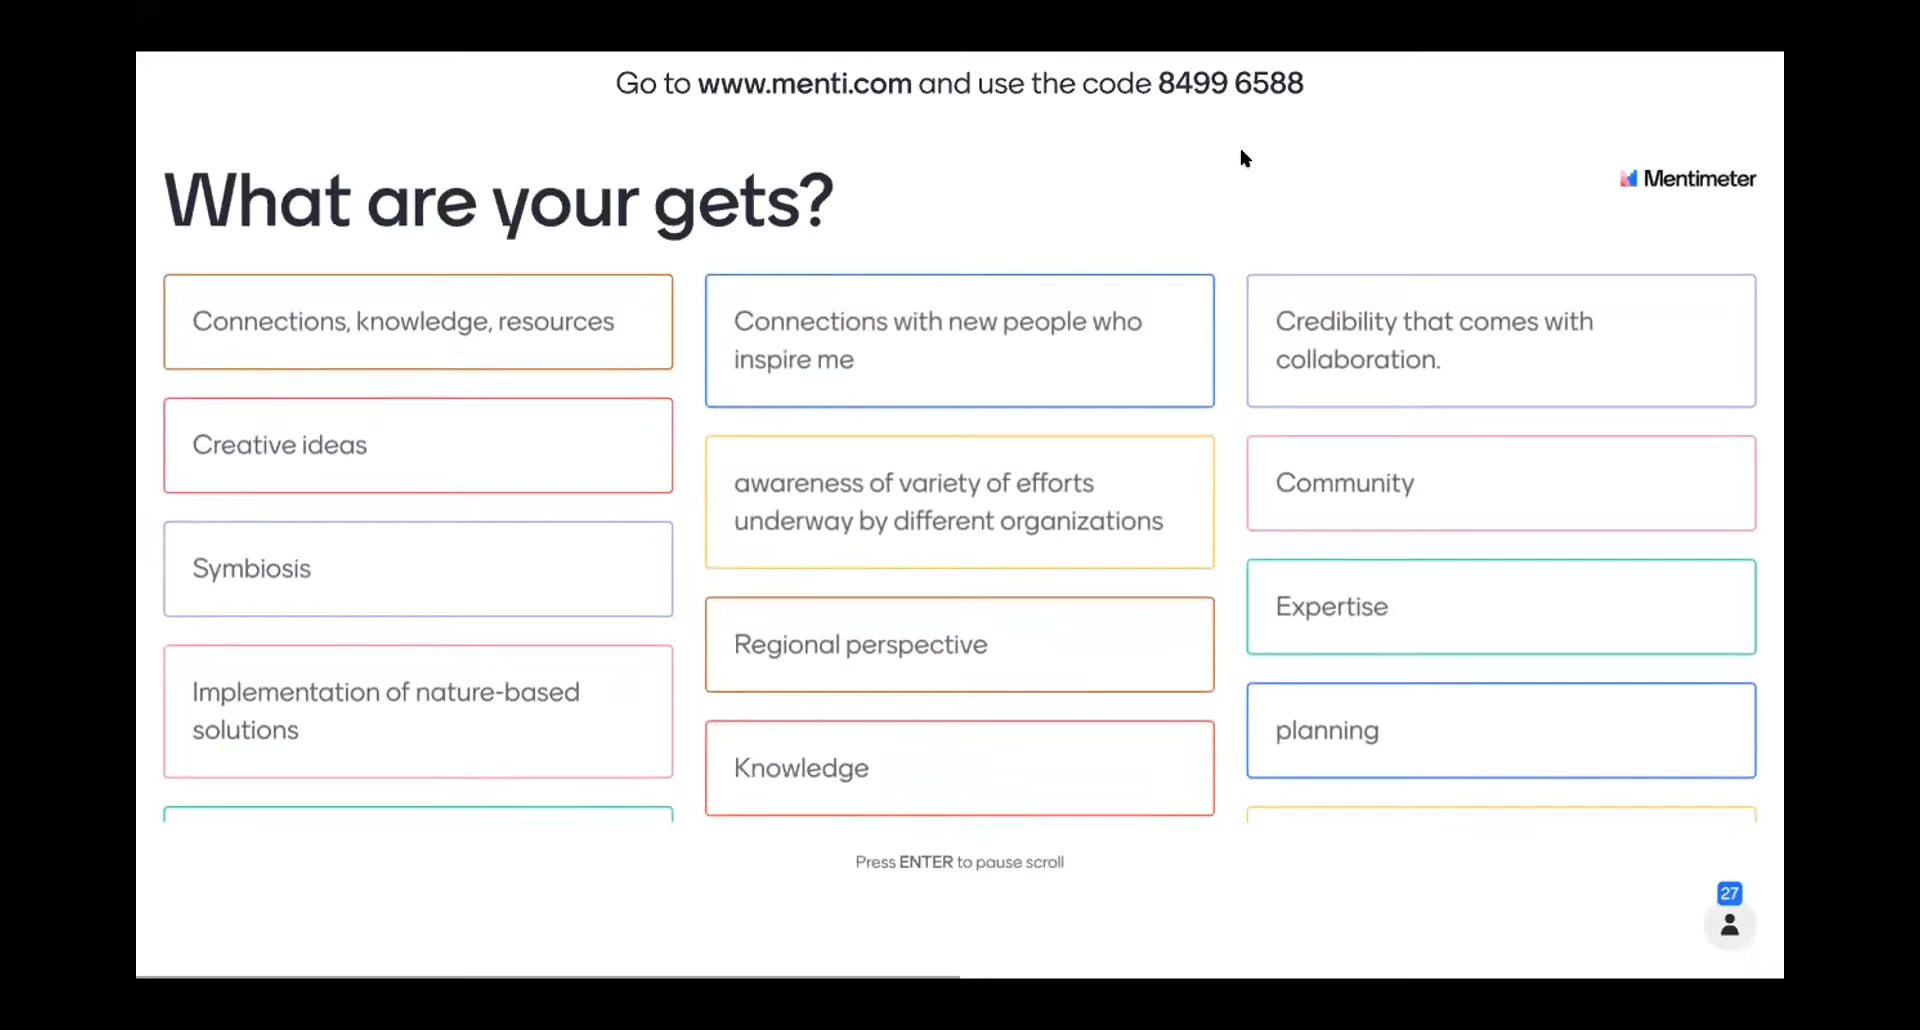 Go to www.menti.com and use the code 8499 6588
What are your gets?
Mentimeter
Connections, knowledge, resources
Creative ideas
Symbiosis
Implementation of nature-based
solutions
Connections with new people who
inspire me
awareness of variety of efforts
underway by different organizations
Regional perspective
Knowledge
Credibility that comes with
collaboration.
Community
Expertise
planning
Press ENTER to pause scroll
27